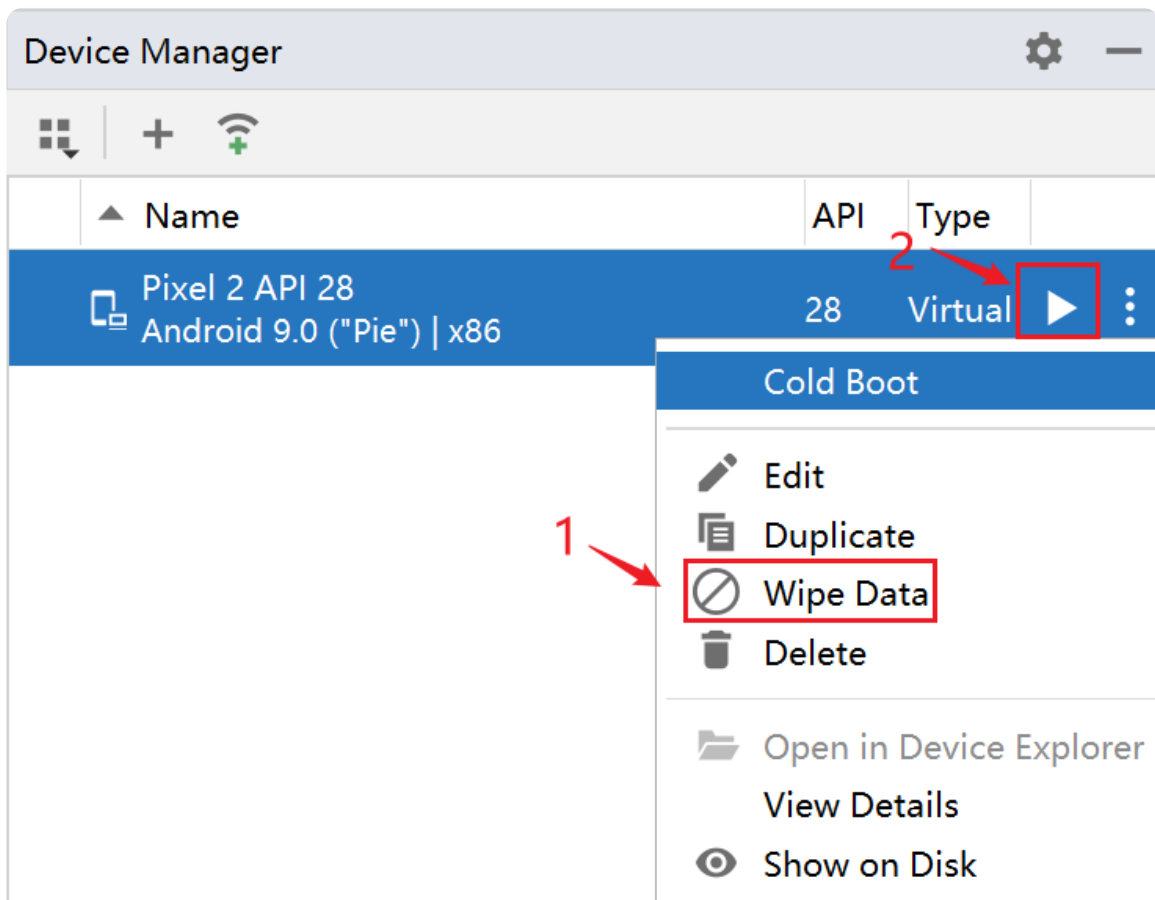 Device Manager
Name
API
Type
2
Pixel 2 API 28
Android 9.0 ("Pie") | x86
28
Virtual
Cold Boot
Edit
Duplicate
1
Wipe Data
Delete
Open in Device Explorer
View Details
Show on Disk